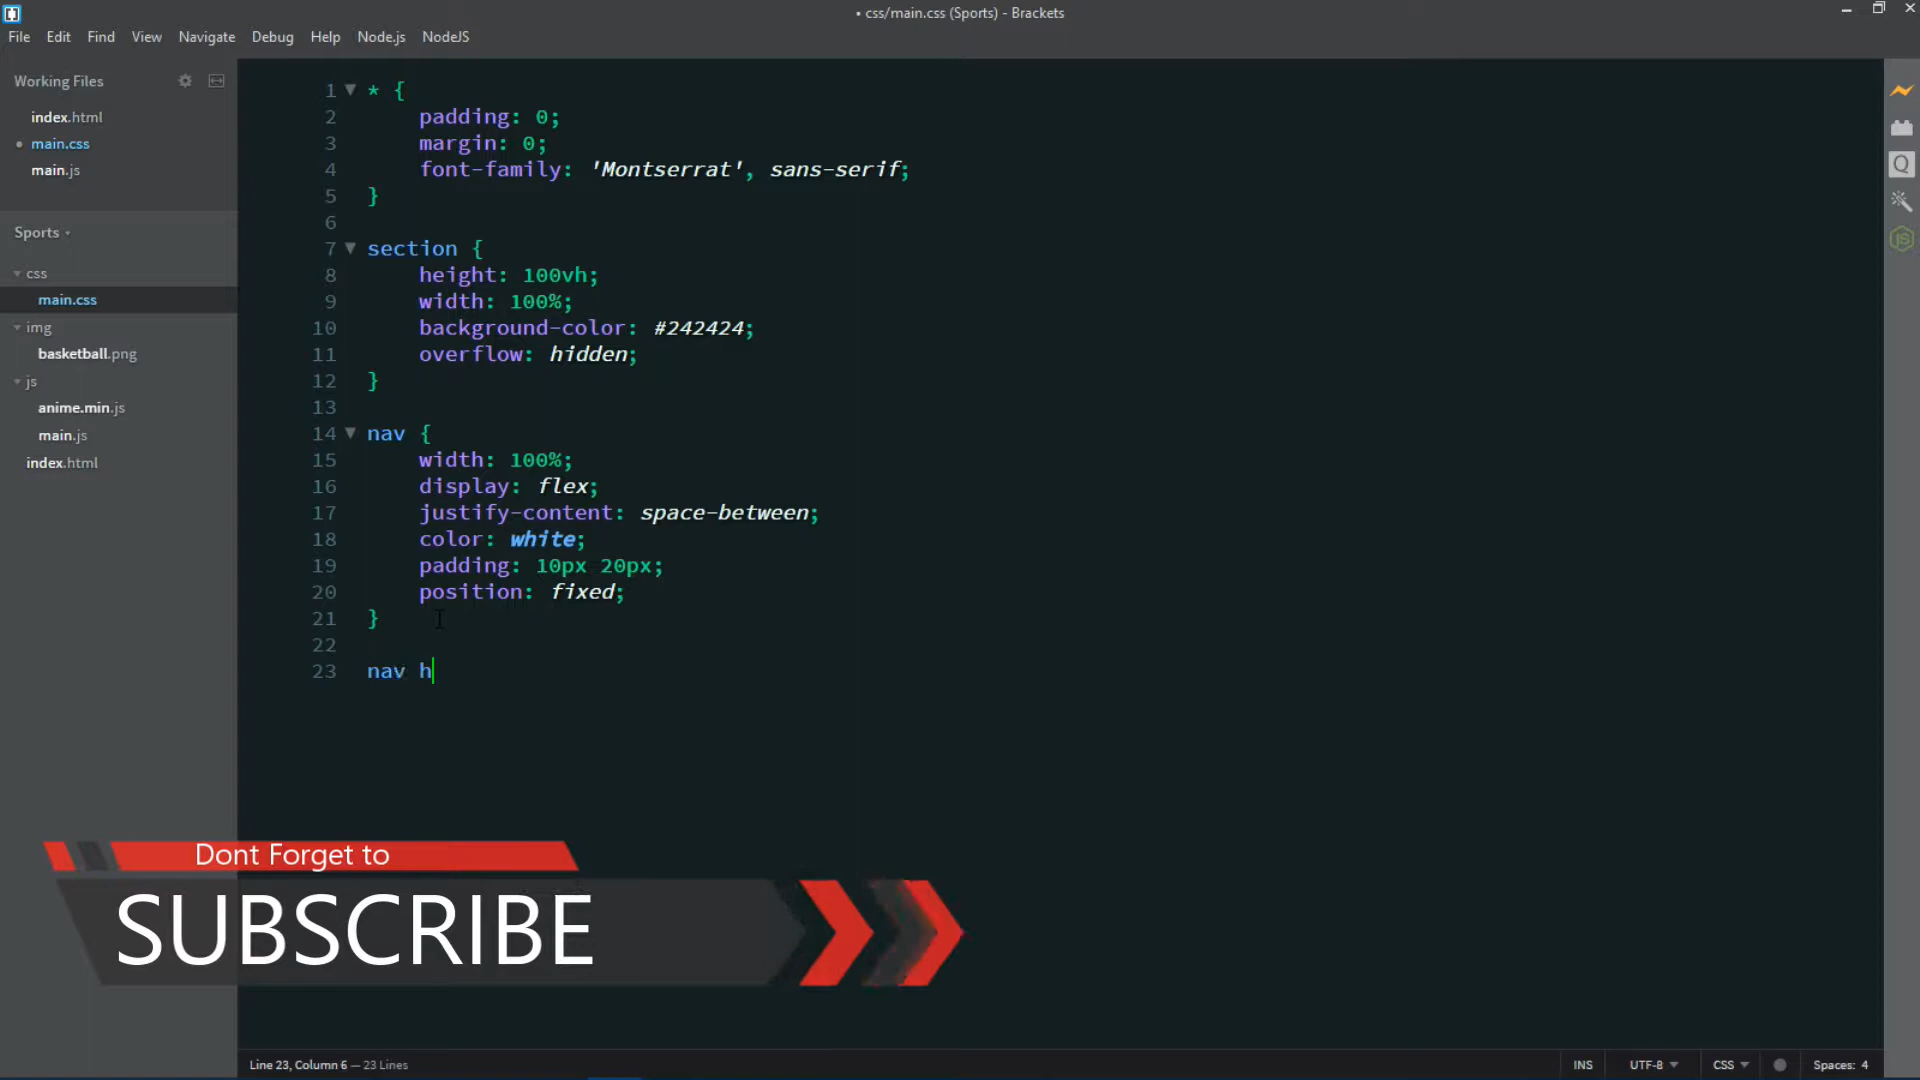 • css/main.css (Sports) - Brackets
File Edit Find View Navigate Debug Help Node.js NodeJS
Working Files
index.html
main.css
main.js
Sports
css
main.css
img
basketball.png
js
anime.min.js
main.js
index.html
1 * {
2 padding: 0;
3 margin: 0;
4 font-family: 'Montserrat', sans-serif;
5 }
6
7 section {
8 height: 100vh;
9 width: 100%;
10 background-color: #242424;
11 overflow: hidden;
12 }
13
14 nav {
15 width: 100%;
16 display: flex;
17 justify-content: space-between;
18 color: white;
19 padding: 10px 20px;
20 position: fixed;
21 }
22
23 nav h
Q
JS
Dont Forget to
SUBSCRIBE
Line 23, Column 6 — 23 Lines
INS UTF-8 CSS Spaces: 4